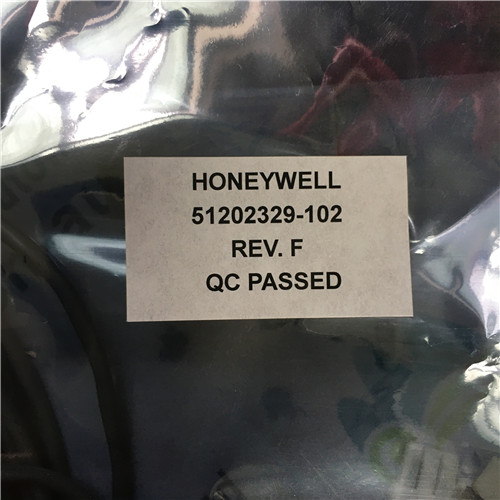 HONEYWELL
51202329-102
REV. F
QC PASSED